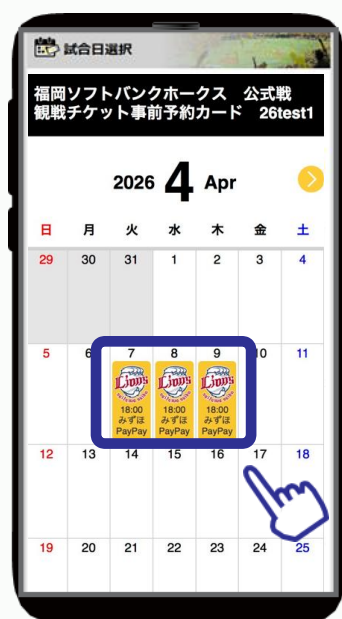 試合日選択
福岡ソフトバンクホークス 公式戦
観戦チケット事前予約カード 26test1
2026 4 Apr
日 月 火 水 木 金 土
29 30 31 1 2 3 4
5 6 7 8 9 10 11
Lions Lions Lions
18:00 18:00 18:00
みずほ みずほ みずほ
PayPay PayPay PayPay
12 13 14 15 16 17 18
19 20 21 22 23 24 25